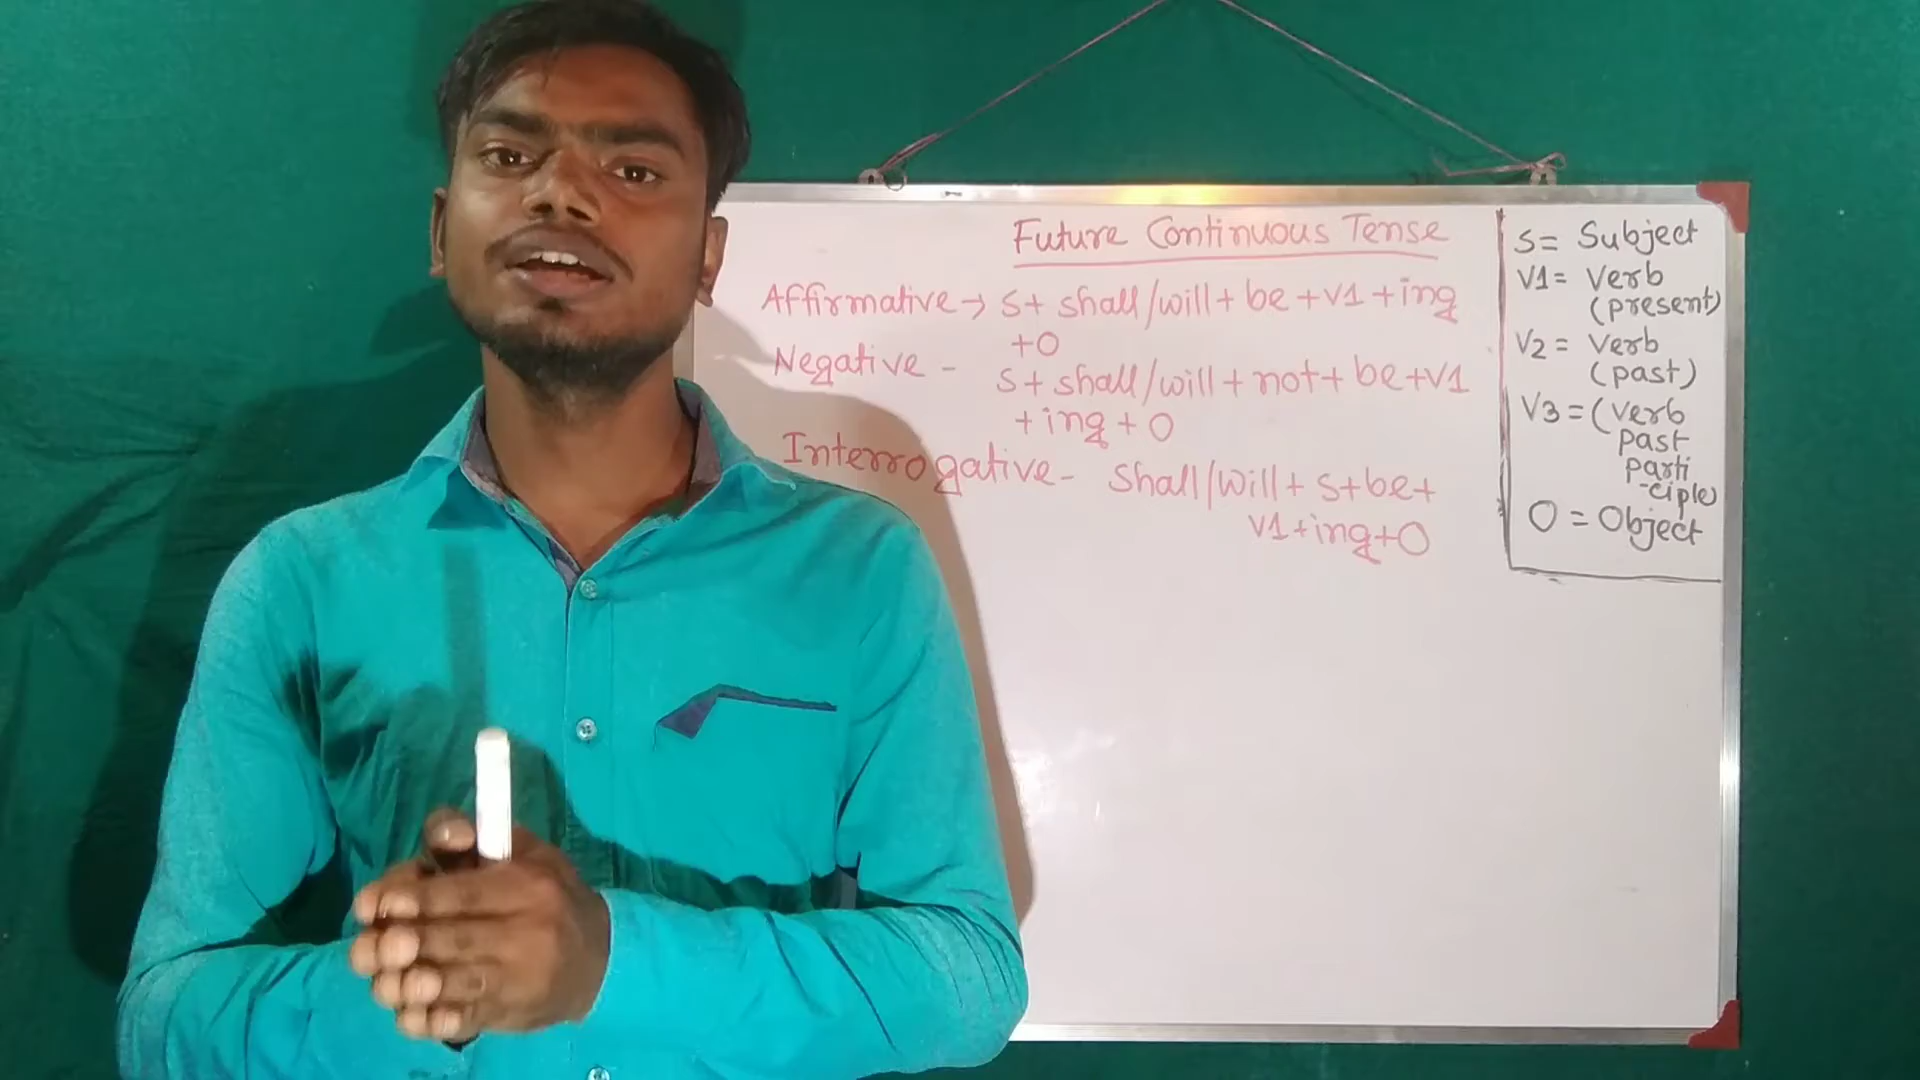 Future Continuous Tense
Affirmative → S+ shall/will+ be +V1 +ing
+O
Negative - S+ shall/will + not+ be+V1
+ ing + O
Interrogative- Shall/Will+ S+be+
V1+ing+O
S= Subject
V1= Verb
(present)
V2 = Verb
(past)
V3 = (Verb
past
parti
-ciple)
O = Object